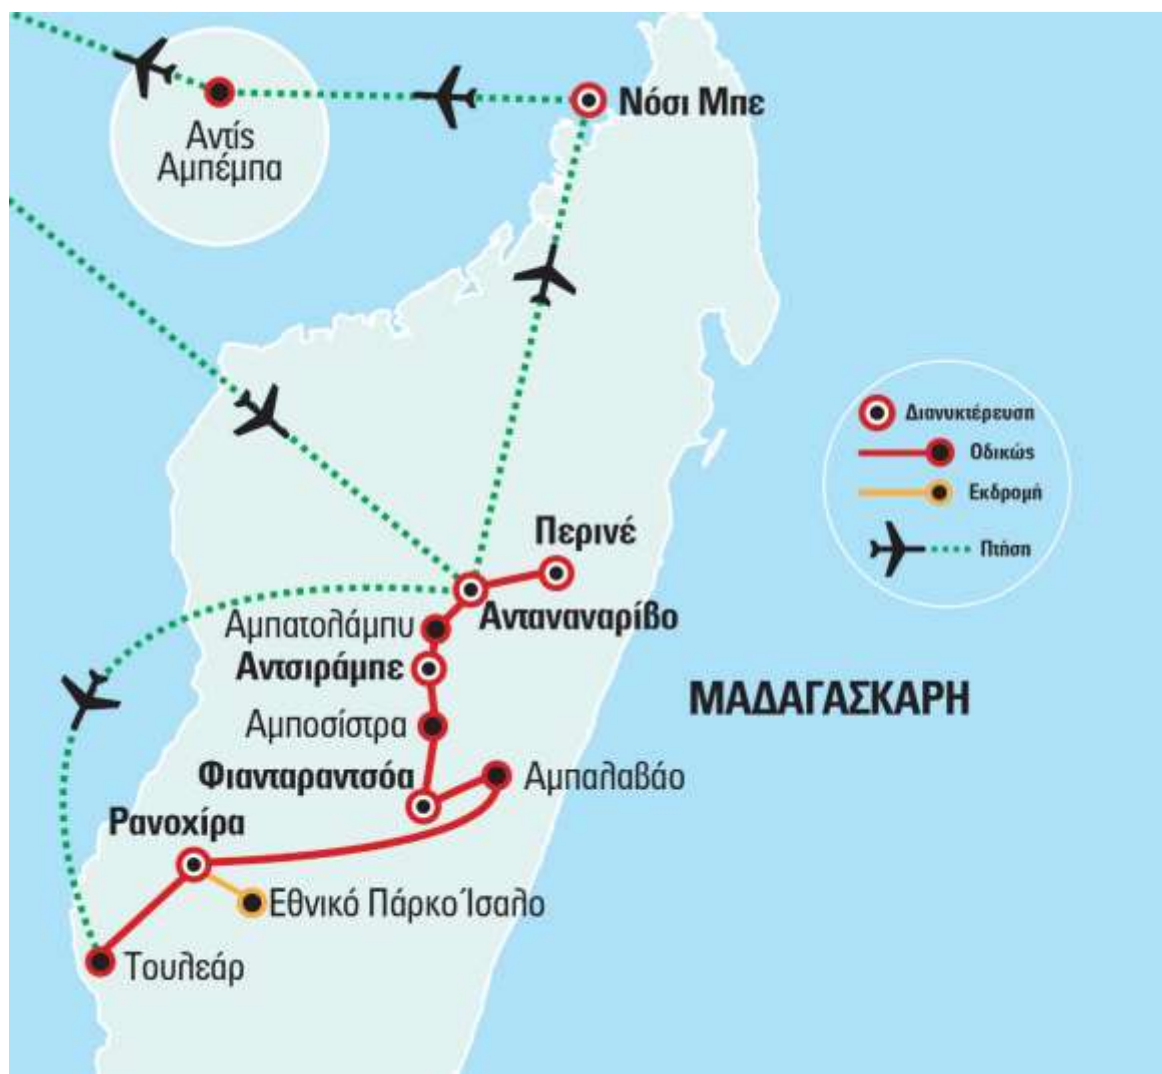 Αντίς
Αμπέμπα
Νόσι Μπε
Διανυκτέρευση
Οδικώς
Εκδρομή
Πτήση
Περινέ
Ανταναναρίβο
Αμπατολάμπυ
Αντσιράμπε
ΜΑΔΑΓΑΣΚΑΡΗ
Αμποσίστρα
Φιανταραντσόα
Αμπαλαβάο
Ρανοχίρα
Εθνικό Πάρκο Ίσαλο
Τουλεάρ